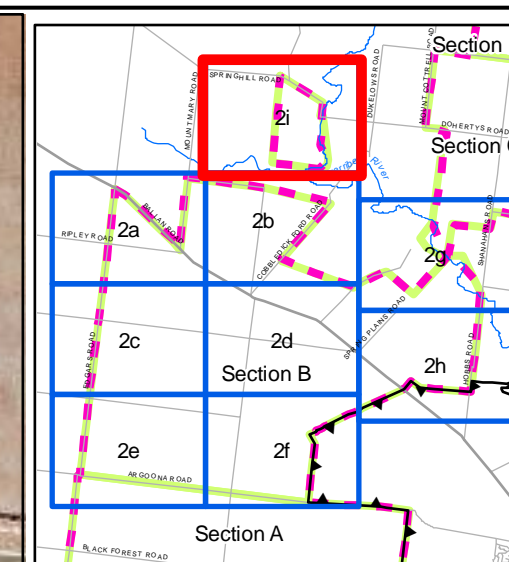 Section
SPRINGHILL ROAD
MOUNT MARY ROAD
DUKELOWS ROAD
MOUNT COTTRELL ROAD
2i
DOHERTYS ROAD
Section
River
2a
BALLAN ROAD
2b
COBBLEDICK FORD ROAD
RIPLEY ROAD
SHANAHANS ROAD
2g
2c
2d
EDGARS ROAD
SPRING PLAINS ROAD
HOBBS ROAD
2h
Section B
2e
2f
ARGOONA ROAD
Section A
BLACK FOREST ROAD